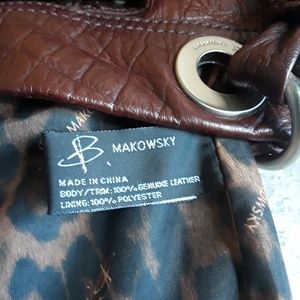 B. MAKOWSKY
MADE IN CHINA
BODY/TRIM: 100% GENUINE LEATHER
LINING: 100% POLYESTER